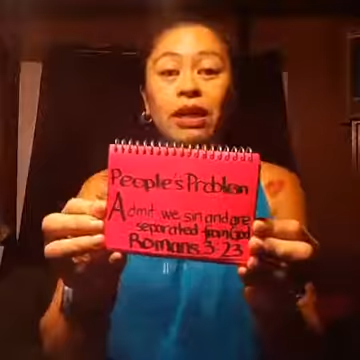 People's Problem
Admit we sin and are
separated from God
Romans 3:23